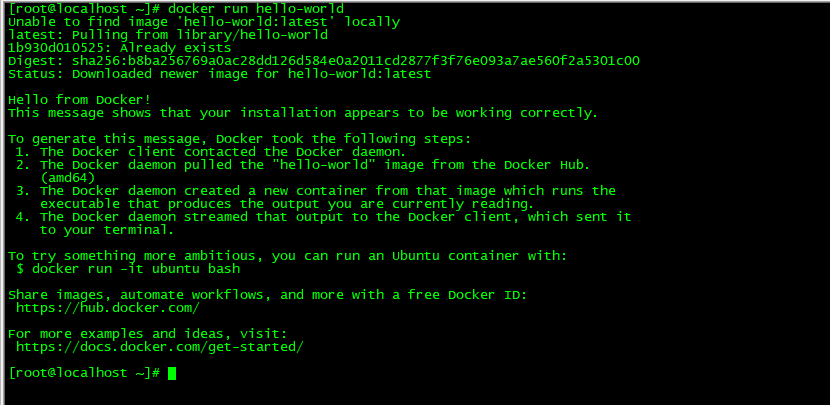 [root@localhost ~]# docker run hello-world
Unable to find image 'hello-world:latest' locally
latest: Pulling from library/hello-world
1b930d010525: Already exists
Digest: sha256:b8ba256769a0ac28dd126d584e0a2011cd2877f3f76e093a7ae560f2a5301c00
Status: Downloaded newer image for hello-world:latest

Hello from Docker!
This message shows that your installation appears to be working correctly.

To generate this message, Docker took the following steps:
 1. The Docker client contacted the Docker daemon.
 2. The Docker daemon pulled the "hello-world" image from the Docker Hub.
    (amd64)
 3. The Docker daemon created a new container from that image which runs the
    executable that produces the output you are currently reading.
 4. The Docker daemon streamed that output to the Docker client, which sent it
    to your terminal.

To try something more ambitious, you can run an Ubuntu container with:
 $ docker run -it ubuntu bash

Share images, automate workflows, and more with a free Docker ID:
 https://hub.docker.com/

For more examples and ideas, visit:
 https://docs.docker.com/get-started/

[root@localhost ~]#